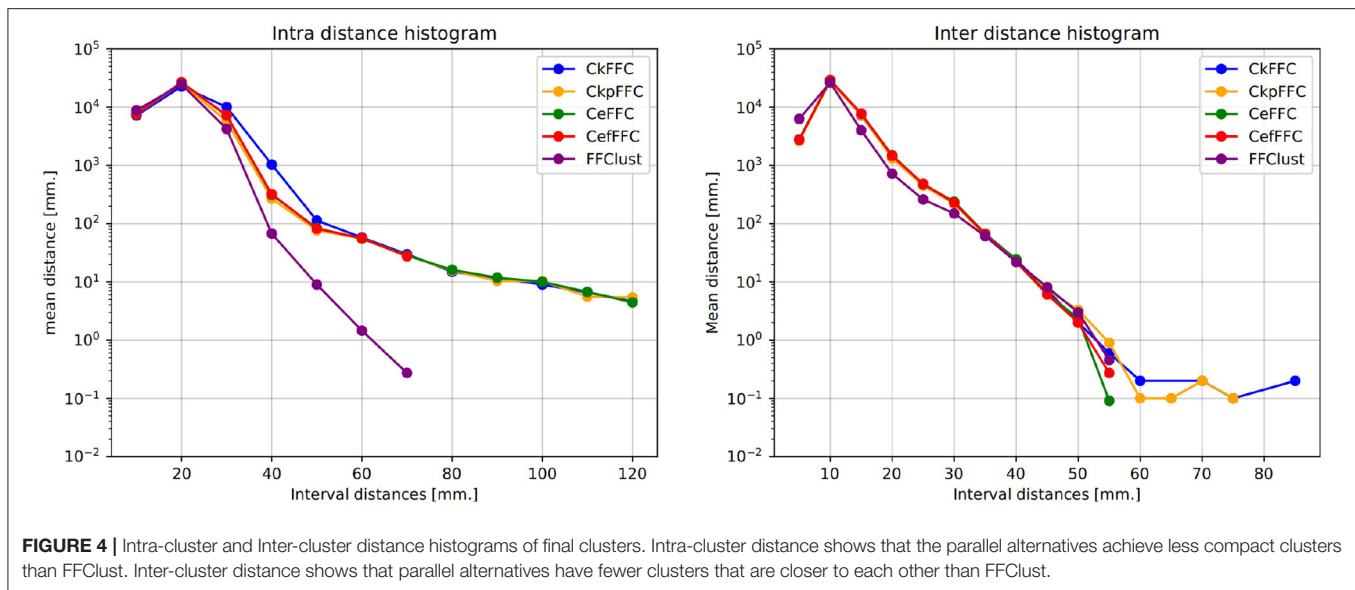 Intra distance histogram
10^5
10^4
10^3
10^2
10^1
10^0
10^-1
10^-2
mean distance [mm.]
CkFFC
CkpFFC
CeFFC
CefFFC
FFClust
20 40 60 80 100 120
Interval distances [mm.]
Inter distance histogram
10^5
10^4
10^3
10^2
10^1
10^0
10^-1
10^-2
Mean distance [mm.]
CkFFC
CkpFFC
CeFFC
CefFFC
FFClust
10 20 30 40 50 60 70 80
Interval distances [mm.]
FIGURE 4 | Intra-cluster and Inter-cluster distance histograms of final clusters. Intra-cluster distance shows that the parallel alternatives achieve less compact clusters
than FFClust. Inter-cluster distance shows that parallel alternatives have fewer clusters that are closer to each other than FFClust.